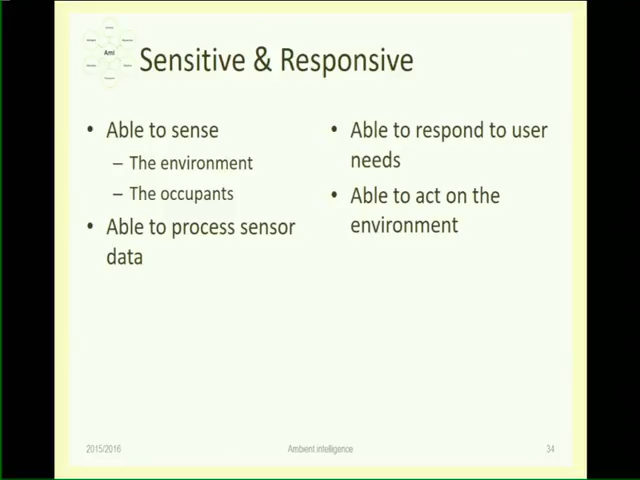 AmI
Sensitive & Responsive
• Able to sense
– The environment
– The occupants
• Able to process sensor
data
• Able to respond to user
needs
• Able to act on the
environment
2015/2016
Ambient intelligence
34